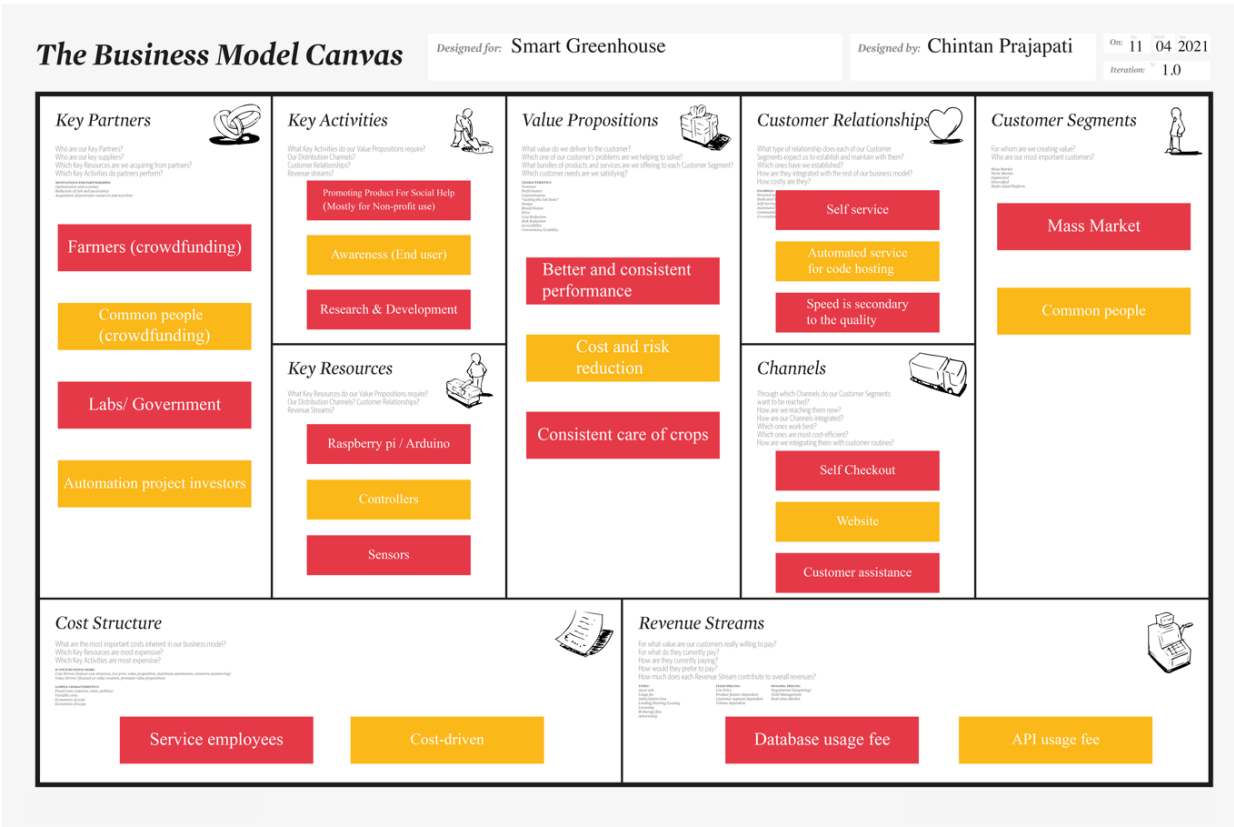 The Business Model Canvas
Designed for: Smart Greenhouse
Designed by: Chintan Prajapati
On: 11 04 2021
Iteration: 1.0
Key Partners
Who are our Key Partners?
Who are our key suppliers?
Which Key Resources are we acquiring from partners?
Which Key Activities do partners perform?
Farmers (crowdfunding)
Common people
(crowdfunding)
Labs/ Government
Automation project investors
Key Activities
What Key Activities do our Value Propositions require?
Our Distribution Channels?
Customer Relationships?
Revenue streams?
Promoting Product For Social Help
(Mostly for Non-profit use)
Awareness (End user)
Research & Development
Key Resources
What Key Resources do our Value Propositions require?
Our Distribution Channels? Customer Relationships?
Revenue Streams?
Raspberry pi / Arduino
Controllers
Sensors
Value Propositions
What value do we deliver to the customer?
Which one of our customer's problems are we helping to solve?
What bundles of products and services are we offering to each Customer Segment?
Which customer needs are we satisfying?
Better and consistent
performance
Cost and risk
reduction
Consistent care of crops
Customer Relationships
What type of relationship does each of our Customer
Segments expect us to establish and maintain with them?
Which ones have we established?
How are they integrated with the rest of our business model?
How costly are they?
Self service
Automated service
for code hosting
Speed is secondary
to the quality
Channels
Through which Channels do our Customer Segments
want to be reached?
How are we reaching them now?
How are our Channels integrated?
Which ones work best?
Which ones are most cost-efficient?
How are we integrating them with customer routines?
Self Checkout
Website
Customer assistance
Customer Segments
For whom are we creating value?
Who are our most important customers?
Mass Market
Common people
Cost Structure
What are the most important costs inherent in our business model?
Which Key Resources are most expensive?
Which Key Activities are most expensive?
Service employees
Cost-driven
Revenue Streams
For what value are our customers really willing to pay?
For what do they currently pay?
How are they currently paying?
How would they prefer to pay?
How much does each Revenue Stream contribute to overall revenues?
Database usage fee
API usage fee